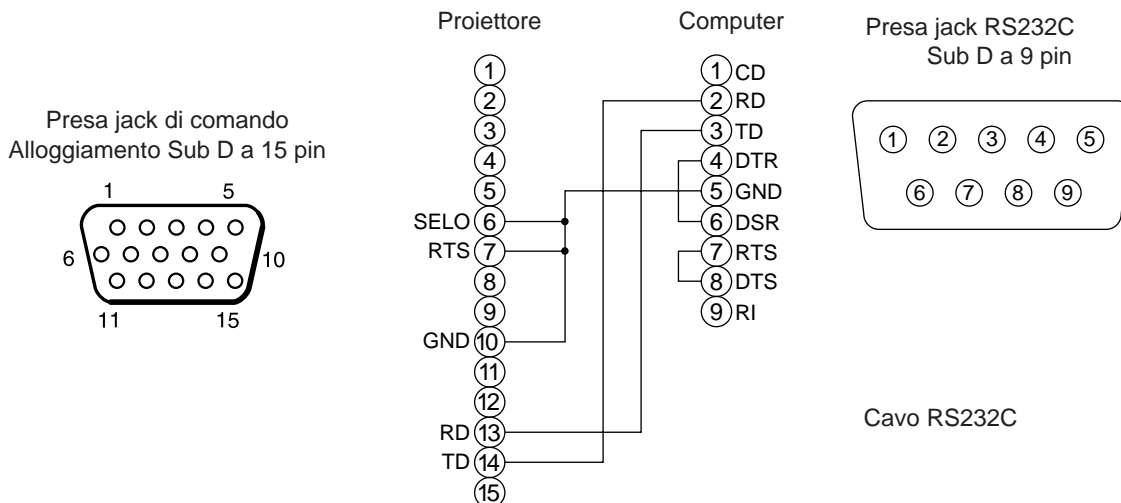 Proiettore
Computer
Presa jack RS232C
Sub D a 9 pin
Presa jack di comando
Alloggiamento Sub D a 15 pin
1 5
6 10
11 15
1
2
3
4
5
SELO 6
RTS 7
8
9
GND 10
11
12
RD 13
TD 14
15
1 CD
2 RD
3 TD
4 DTR
5 GND
6 DSR
7 RTS
8 DTS
9 RI
1 2 3 4 5
6 7 8 9
Cavo RS232C